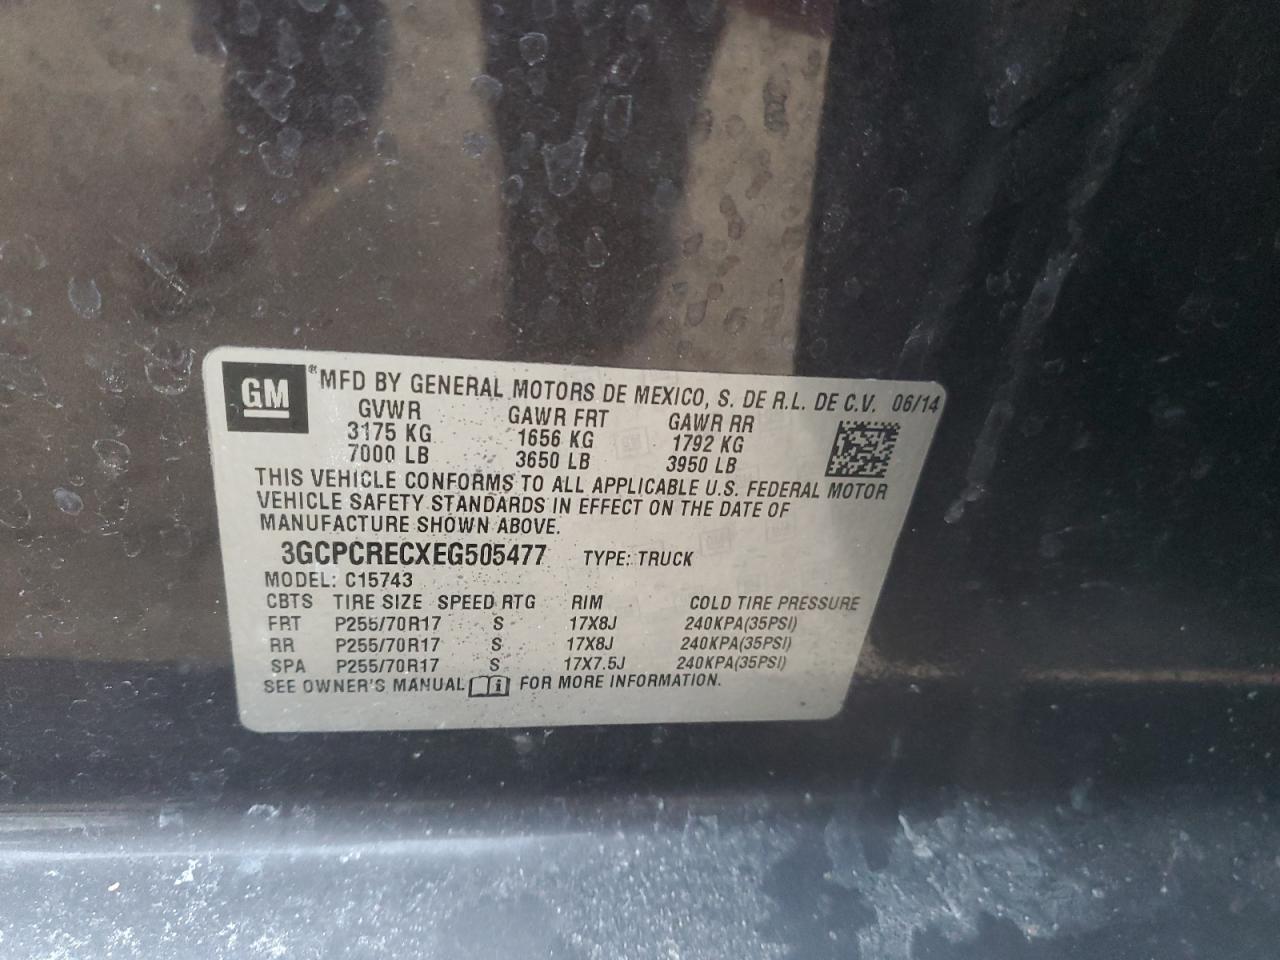 GM ® MFD BY GENERAL MOTORS DE MEXICO, S. DE R.L. DE C.V. 06/14
GVWR GAWR FRT GAWR RR
3175 KG 1656 KG 1792 KG
7000 LB 3650 LB 3950 LB
THIS VEHICLE CONFORMS TO ALL APPLICABLE U.S. FEDERAL MOTOR
VEHICLE SAFETY STANDARDS IN EFFECT ON THE DATE OF
MANUFACTURE SHOWN ABOVE.
3GCPCRECXEG505477 TYPE: TRUCK
MODEL: C15743
CBTS TIRE SIZE SPEED RTG RIM COLD TIRE PRESSURE
FRT P255/70R17 S 17X8J 240KPA(35PSI)
RR P255/70R17 S 17X8J 240KPA(35PSI)
SPA P255/70R17 S 17X7.5J 240KPA(35PSI)
SEE OWNER'S MANUAL i FOR MORE INFORMATION.